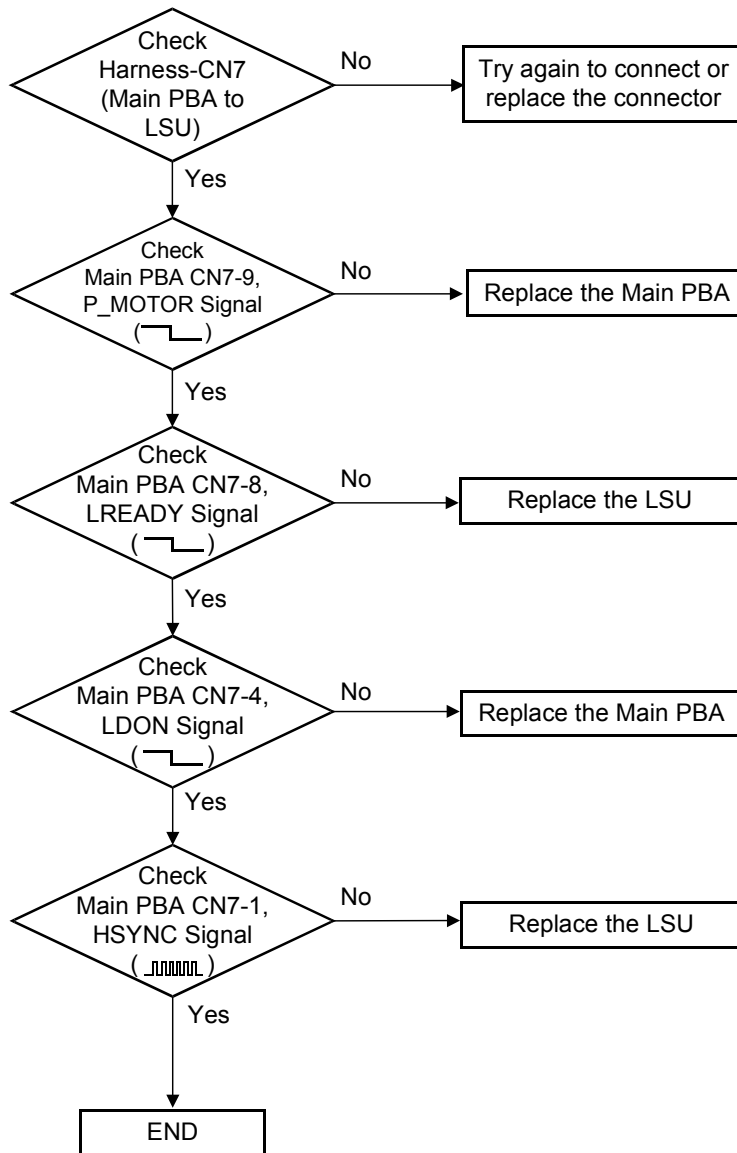 Check
Harness-CN7
(Main PBA to
LSU)
No
Try again to connect or
replace the connector
Yes
Check
Main PBA CN7-9,
P_MOTOR Signal
( )
No
Replace the Main PBA
Yes
Check
Main PBA CN7-8,
LREADY Signal
( )
No
Replace the LSU
Yes
Check
Main PBA CN7-4,
LDON Signal
( )
No
Replace the Main PBA
Yes
Check
Main PBA CN7-1,
HSYNC Signal
( )
No
Replace the LSU
Yes
END